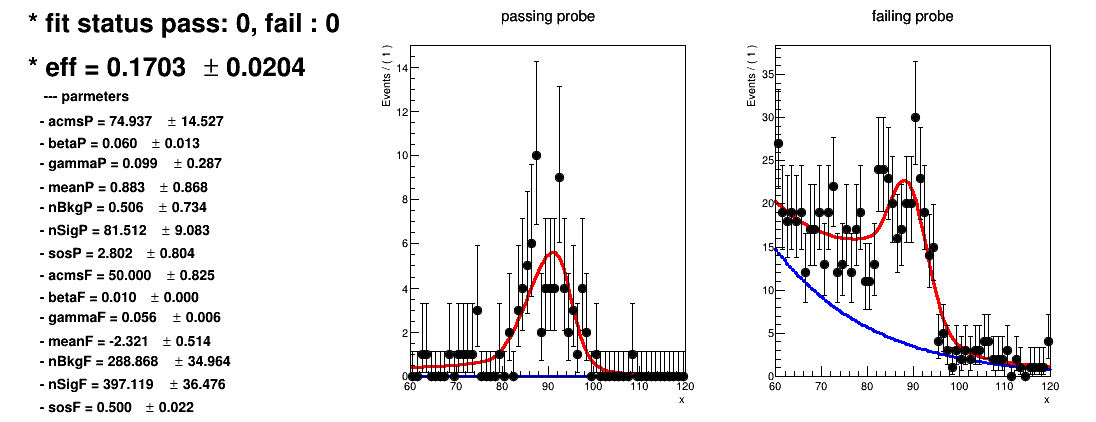 * fit status pass: 0, fail : 0
* eff = 0.1703 ± 0.0204
--- parmeters
- acmsP = 74.937 ± 14.527
- betaP = 0.060 ± 0.013
- gammaP = 0.099 ± 0.287
- meanP = 0.883 ± 0.868
- nBkgP = 0.506 ± 0.734
- nSigP = 81.512 ± 9.083
- sosP = 2.802 ± 0.804
- acmsF = 50.000 ± 0.825
- betaF = 0.010 ± 0.000
- gammaF = 0.056 ± 0.006
- meanF = -2.321 ± 0.514
- nBkgF = 288.868 ± 34.964
- nSigF = 397.119 ± 36.476
- sosF = 0.500 ± 0.022
passing probe
Events / ( 1 )
14
12
10
8
6
4
2
0
60 70 80 90 100 110 120
x
failing probe
Events / ( 1 )
35
30
25
20
15
10
5
0
60 70 80 90 100 110 120
x